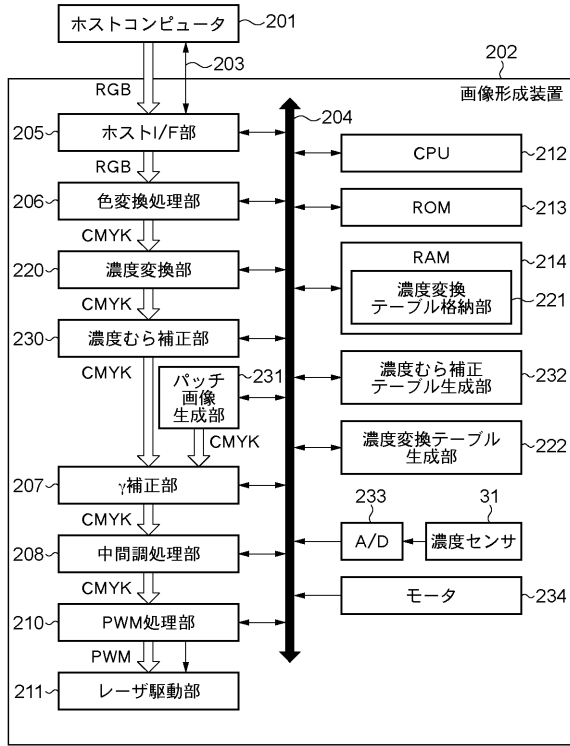 ホストコンピュータ
201
203
202
画像形成装置
RGB
204
205
ホストI/F部
RGB
206
色変換処理部
CMYK
220
濃度変換部
CMYK
230
濃度むら補正部
CMYK
パッチ
画像
生成部
231
CMYK
207
γ補正部
CMYK
208
中間調処理部
CMYK
210
PWM処理部
PWM
211
レーザ駆動部
CPU
212
ROM
213
RAM
214
濃度変換
テーブル格納部
221
濃度むら補正
テーブル生成部
232
濃度変換テーブル
生成部
222
233
31
A/D
濃度センサ
モータ
234